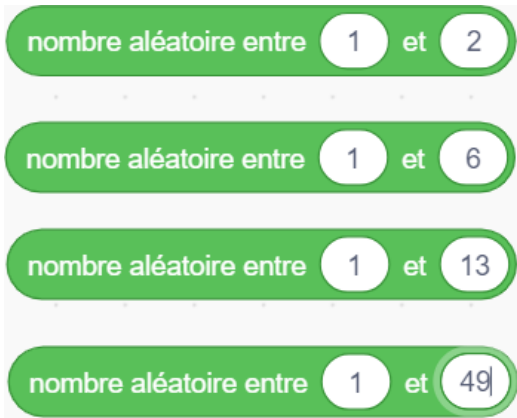 nombre aléatoire entre 1 et 2
nombre aléatoire entre 1 et 6
nombre aléatoire entre 1 et 13
nombre aléatoire entre 1 et 49